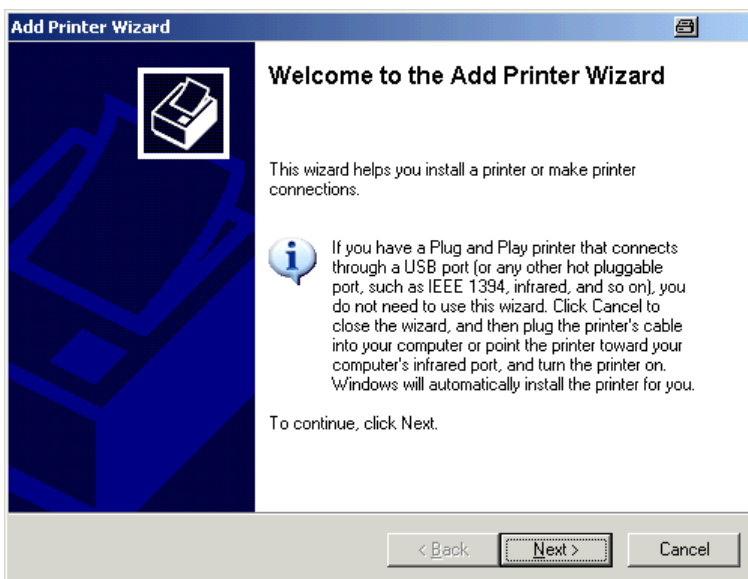 Add Printer Wizard
Welcome to the Add Printer Wizard
This wizard helps you install a printer or make printer
connections.
If you have a Plug and Play printer that connects
through a USB port (or any other hot pluggable
port, such as IEEE 1394, infrared, and so on), you
do not need to use this wizard. Click Cancel to
close the wizard, and then plug the printer's cable
into your computer or point the printer toward your
computer's infrared port, and turn the printer on.
Windows will automatically install the printer for you.
To continue, click Next.
< Back
Next >
Cancel